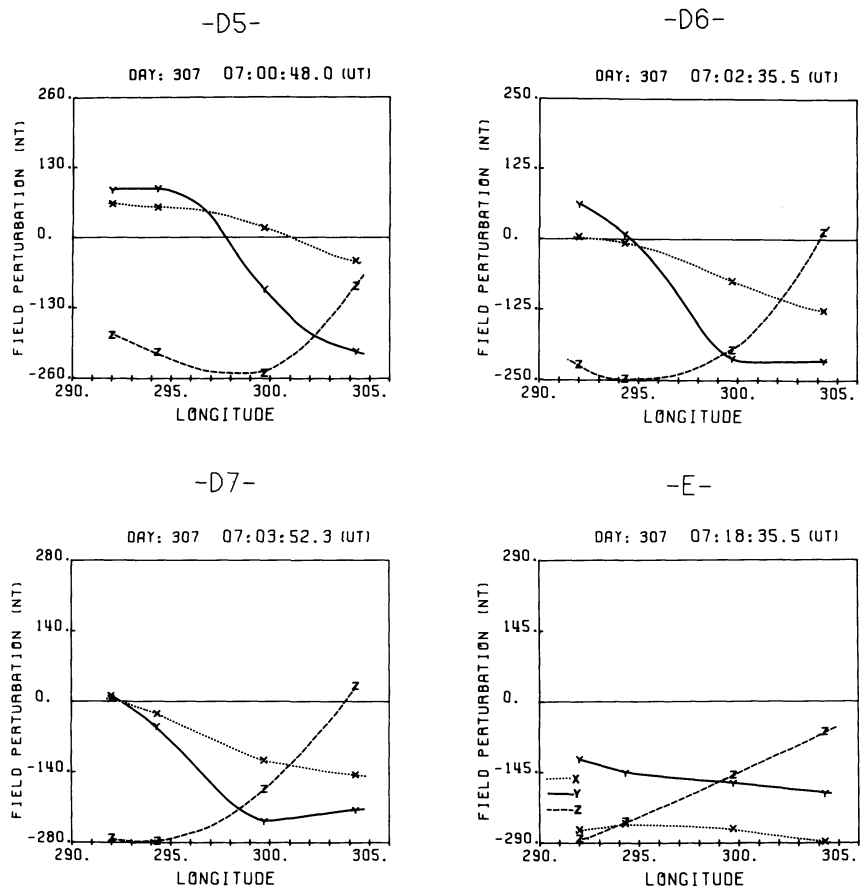 -D5-
DAY: 307 07:00:48.0 (UT)
260.
130.
0.
-130.
-260.
FIELD PERTURBATION (NT)
290. 295. 300. 305.
LONGITUDE
Y Y Y Y
X X X X
Z Z Z Z
-D6-
DAY: 307 07:02:35.5 (UT)
250.
125.
0.
-125.
-250.
FIELD PERTURBATION (NT)
290. 295. 300. 305.
LONGITUDE
Y Y Y Y
X X X X
Z Z Z Z
-D7-
DAY: 307 07:03:52.3 (UT)
280.
140.
0.
-140.
-280.
FIELD PERTURBATION (NT)
290. 295. 300. 305.
LONGITUDE
X X X X
Y Y Y Y
Z Z Z Z
-E-
DAY: 307 07:18:35.5 (UT)
290.
145.
0.
-145.
-290.
FIELD PERTURBATION (NT)
X
Y
Z
290. 295. 300. 305.
LONGITUDE
Y Y Y Y
X X X X
Z Z Z Z